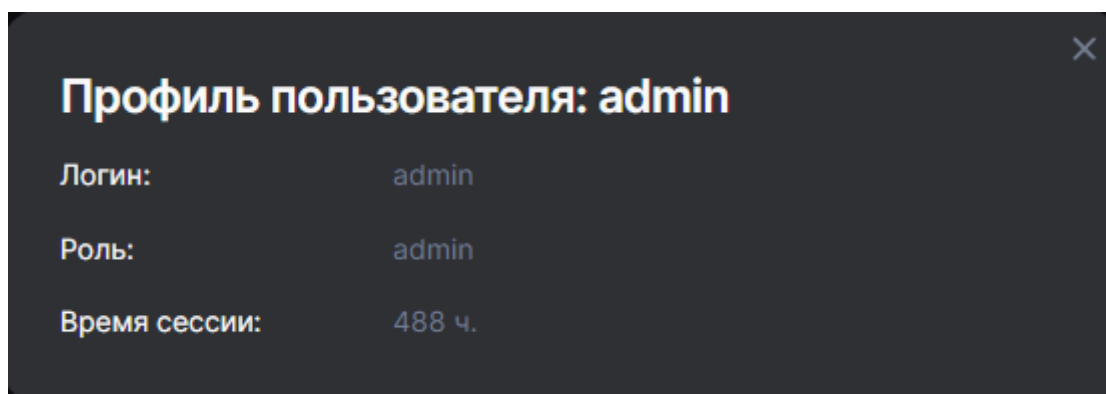 Профиль пользователя: admin
Логин: admin
Роль: admin
Время сессии: 488 ч.